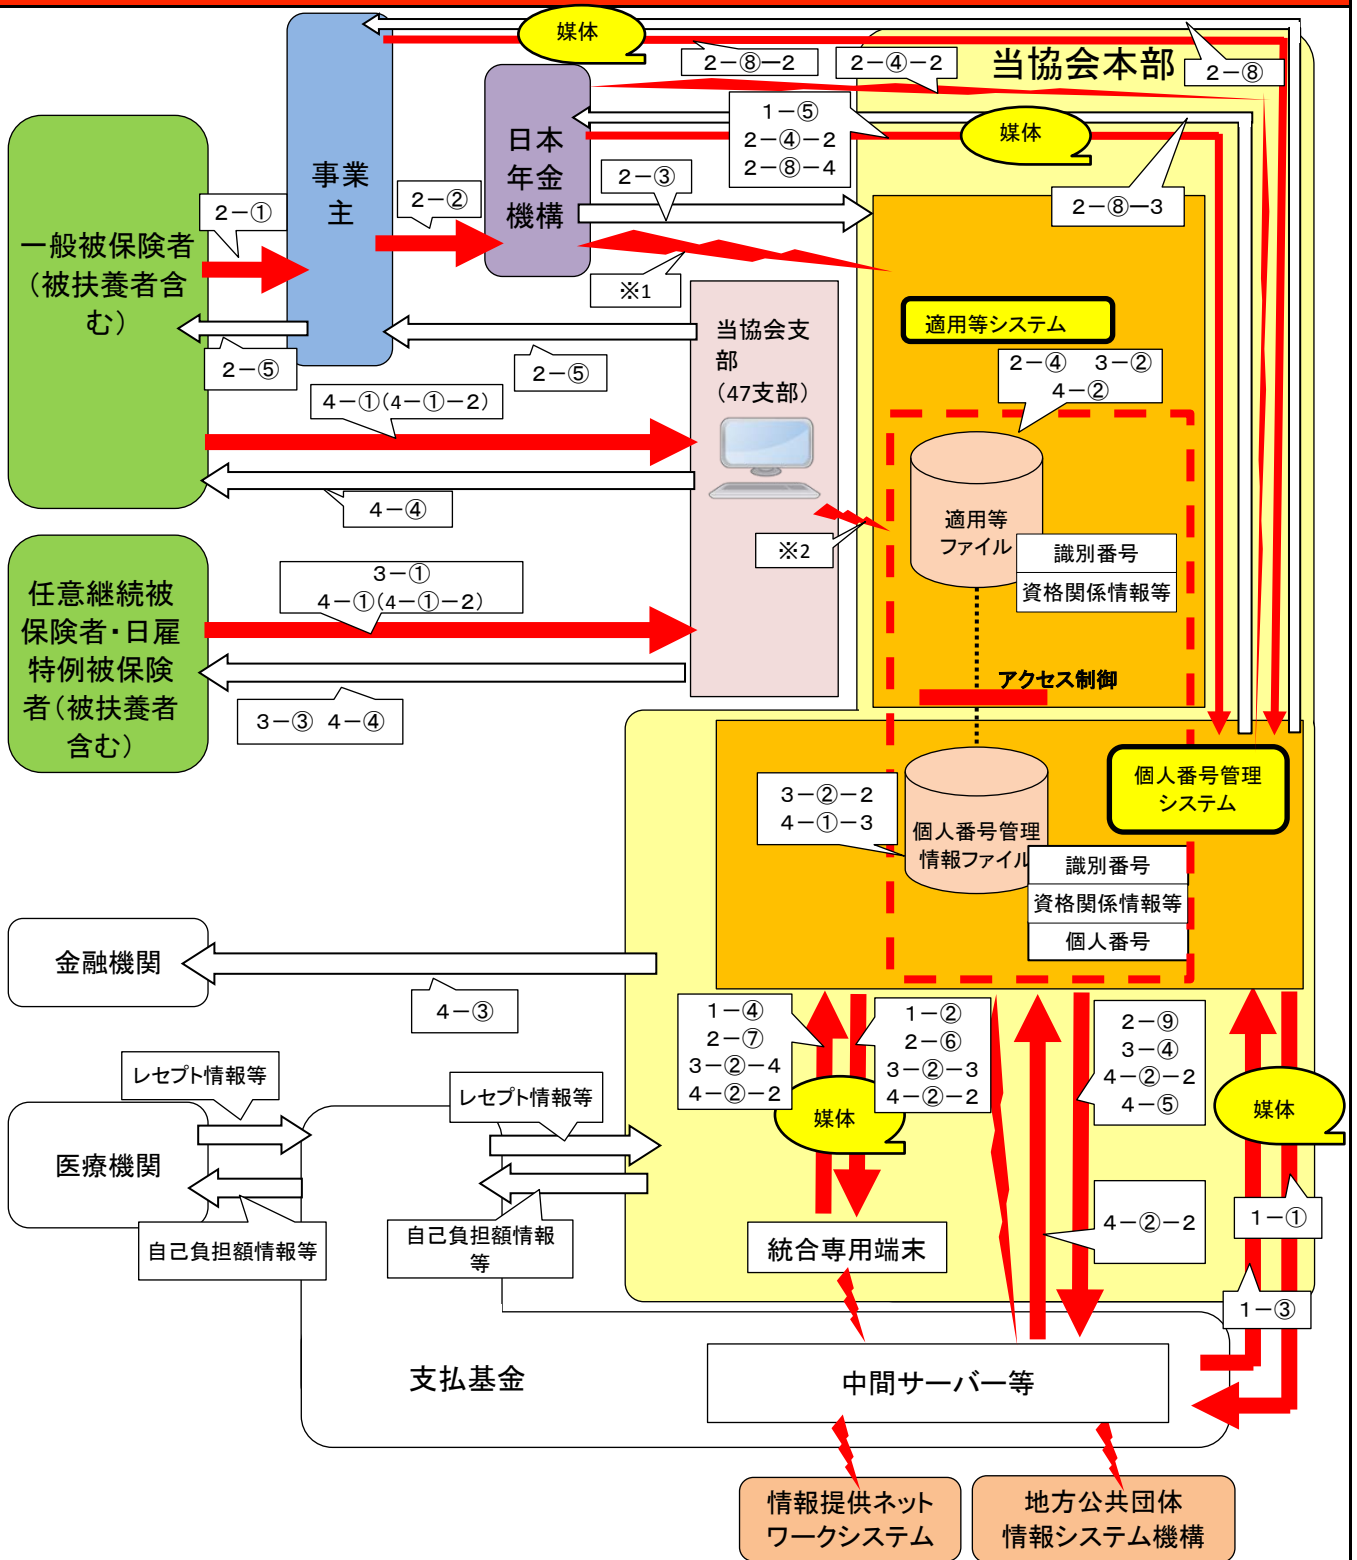 媒体
2－⑧ー2
2－④－2
当協会本部
2－⑧
1－⑤
2－④－2
2－⑧－4
媒体
日本
年金
機構
事業
主
2－①
2－②
2－③
2－⑧ー3
一般被保険者
（被扶養者含
む）
※1
適用等システム
当協会支
部
（47支部）
2－⑤
2－⑤
2－④　3－②
4－②
4－①(4－①－2)
4－④
適用等
ファイル
※2
識別番号
資格関係情報等
3－①
4－①(4－①－2)
任意継続被
保険者・日雇
特例被保険
者（被扶養者
含む）
アクセス制御
3－③　4－④
個人番号管理
システム
3－②－2
4－①－3
個人番号管理
情報ファイル
識別番号
資格関係情報等
個人番号
金融機関
4－③
1－④
2－⑦
3－②－4
4－②－2
1－②
2－⑥
3－②－3
4－②－2
2－⑨
3－④
4－②－2
4－⑤
レセプト情報等
レセプト情報等
媒体
媒体
医療機関
自己負担額情報等
自己負担額情報
等
4－②－2
1－①
統合専用端末
1－③
支払基金
中間サーバー等
情報提供ネット
ワークシステム
地方公共団体
情報システム機構